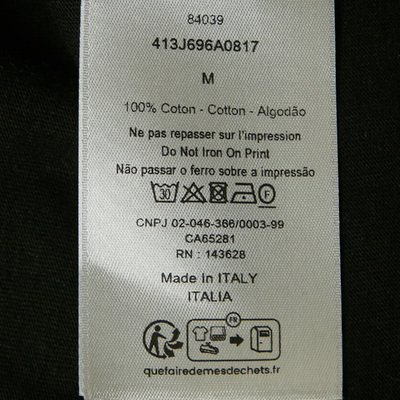 84039
413J696A0817
M
100% Coton - Cotton - Algodão
Ne pas repasser sur l'impression
Do Not Iron On Print
Não passar o ferro sobre a impressão
30 F
CNPJ 02-046-366/0003-99
CA65281
RN : 143628
Made In ITALY
ITALIA
FR
quefairedemesdechets.fr